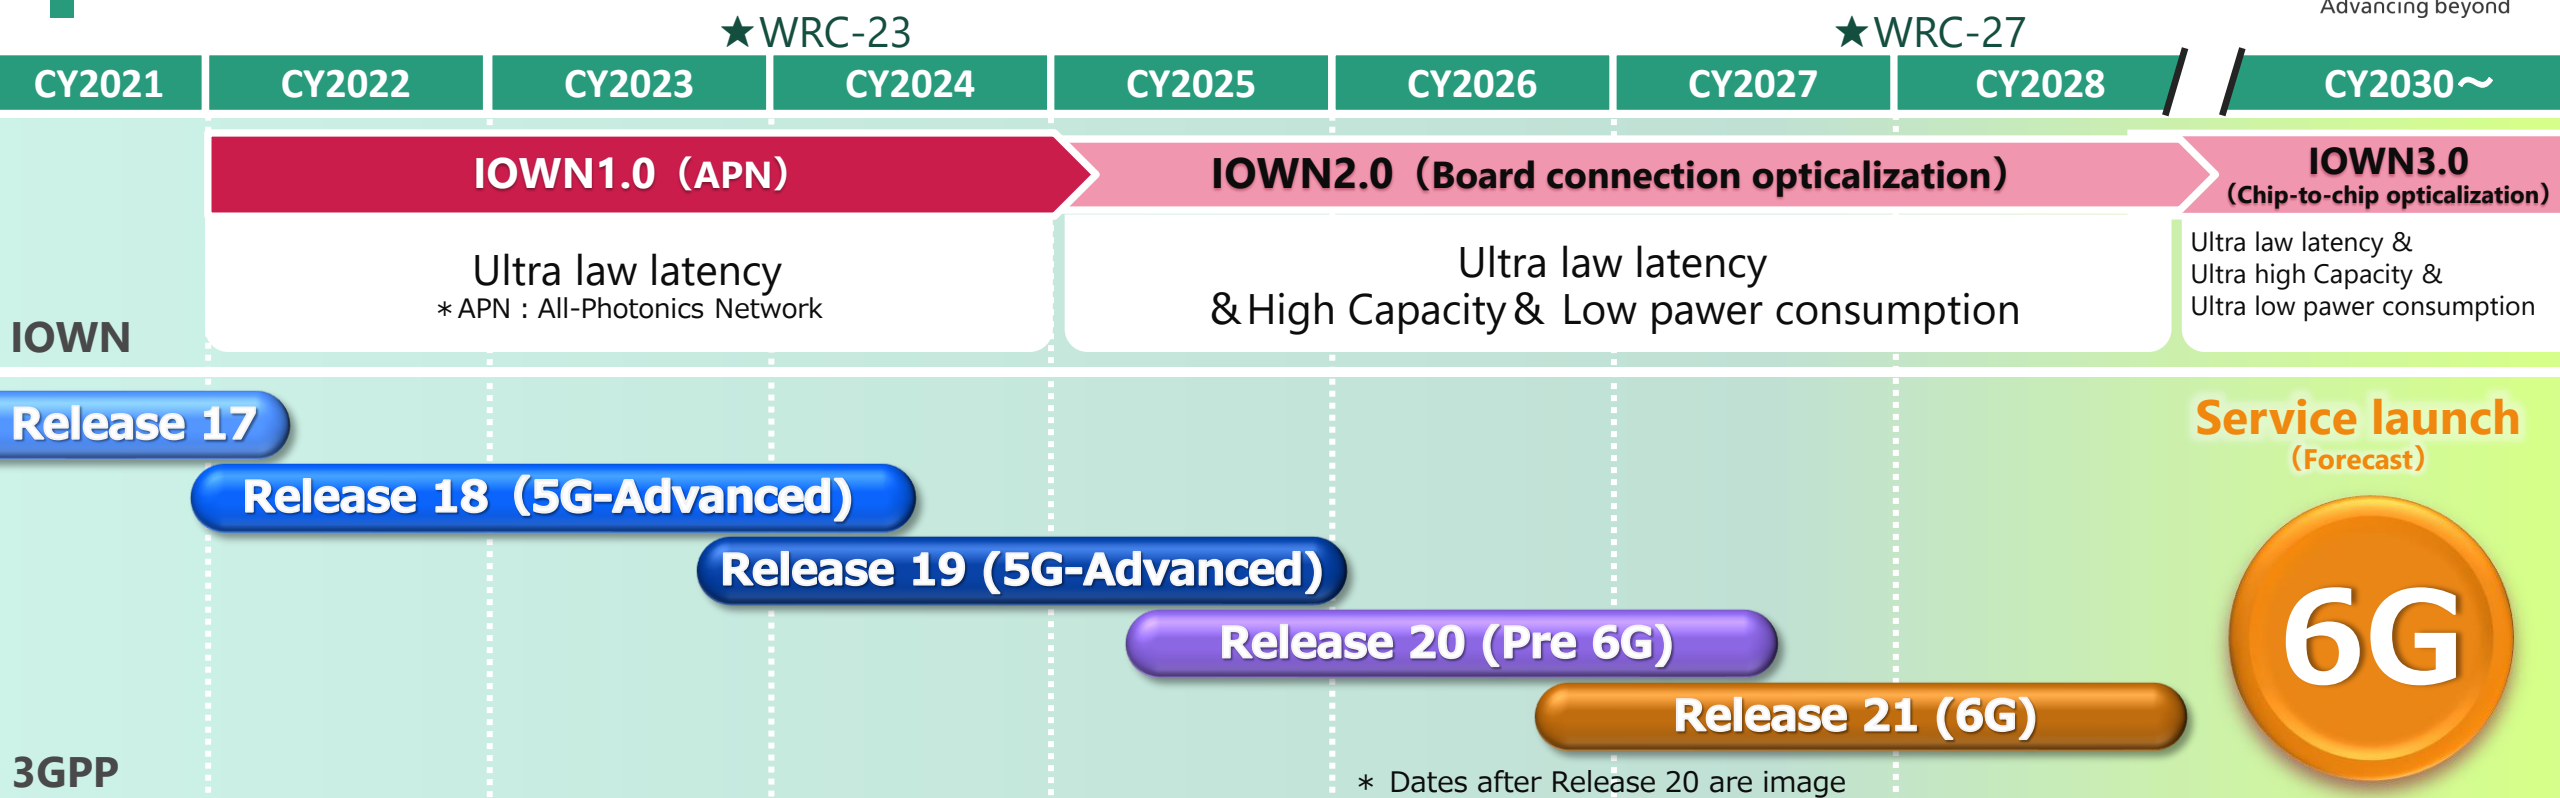 Advancing beyond
★WRC-23
★WRC-27
CY2021
CY2022
CY2023
CY2024
CY2025
CY2026
CY2027
CY2028
CY2030～
IOWN1.0（APN）
IOWN2.0（Board connection opticalization）
IOWN3.0
（Chip-to-chip opticalization）
Ultra law latency
＊APN : All-Photonics Network
Ultra law latency
＆High Capacity＆ Low pawer consumption
Ultra law latency &
Ultra high Capacity &
Ultra low pawer consumption
IOWN
Release 17
Release 18（5G-Advanced）
Release 19 (5G-Advanced)
Release 20 (Pre 6G)
Release 21 (6G)
Service launch
（Forecast）
6G
3GPP
＊ Dates after Release 20 are image